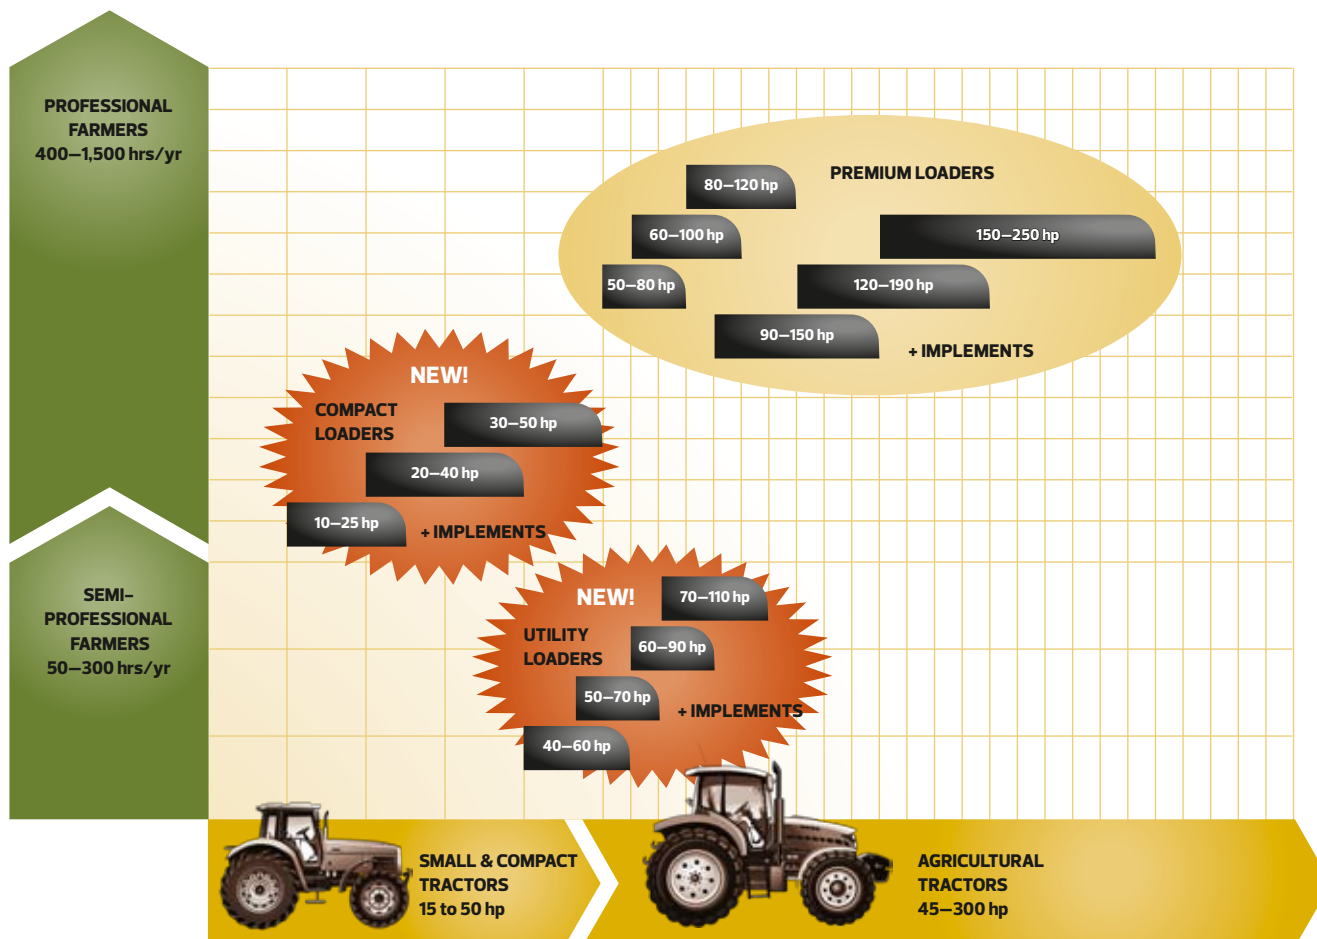 PROFESSIONAL
FARMERS
400–1,500 hrs/yr
80–120 hp
PREMIUM LOADERS
60–100 hp
150–250 hp
50–80 hp
120–190 hp
90–150 hp
+ IMPLEMENTS
NEW!
COMPACT
LOADERS
30–50 hp
20–40 hp
10–25 hp
+ IMPLEMENTS
SEMI–
PROFESSIONAL
FARMERS
50–300 hrs/yr
NEW!
70–110 hp
UTILITY
LOADERS
60–90 hp
50–70 hp
+ IMPLEMENTS
40–60 hp
SMALL & COMPACT
TRACTORS
15 to 50 hp
AGRICULTURAL
TRACTORS
45–300 hp